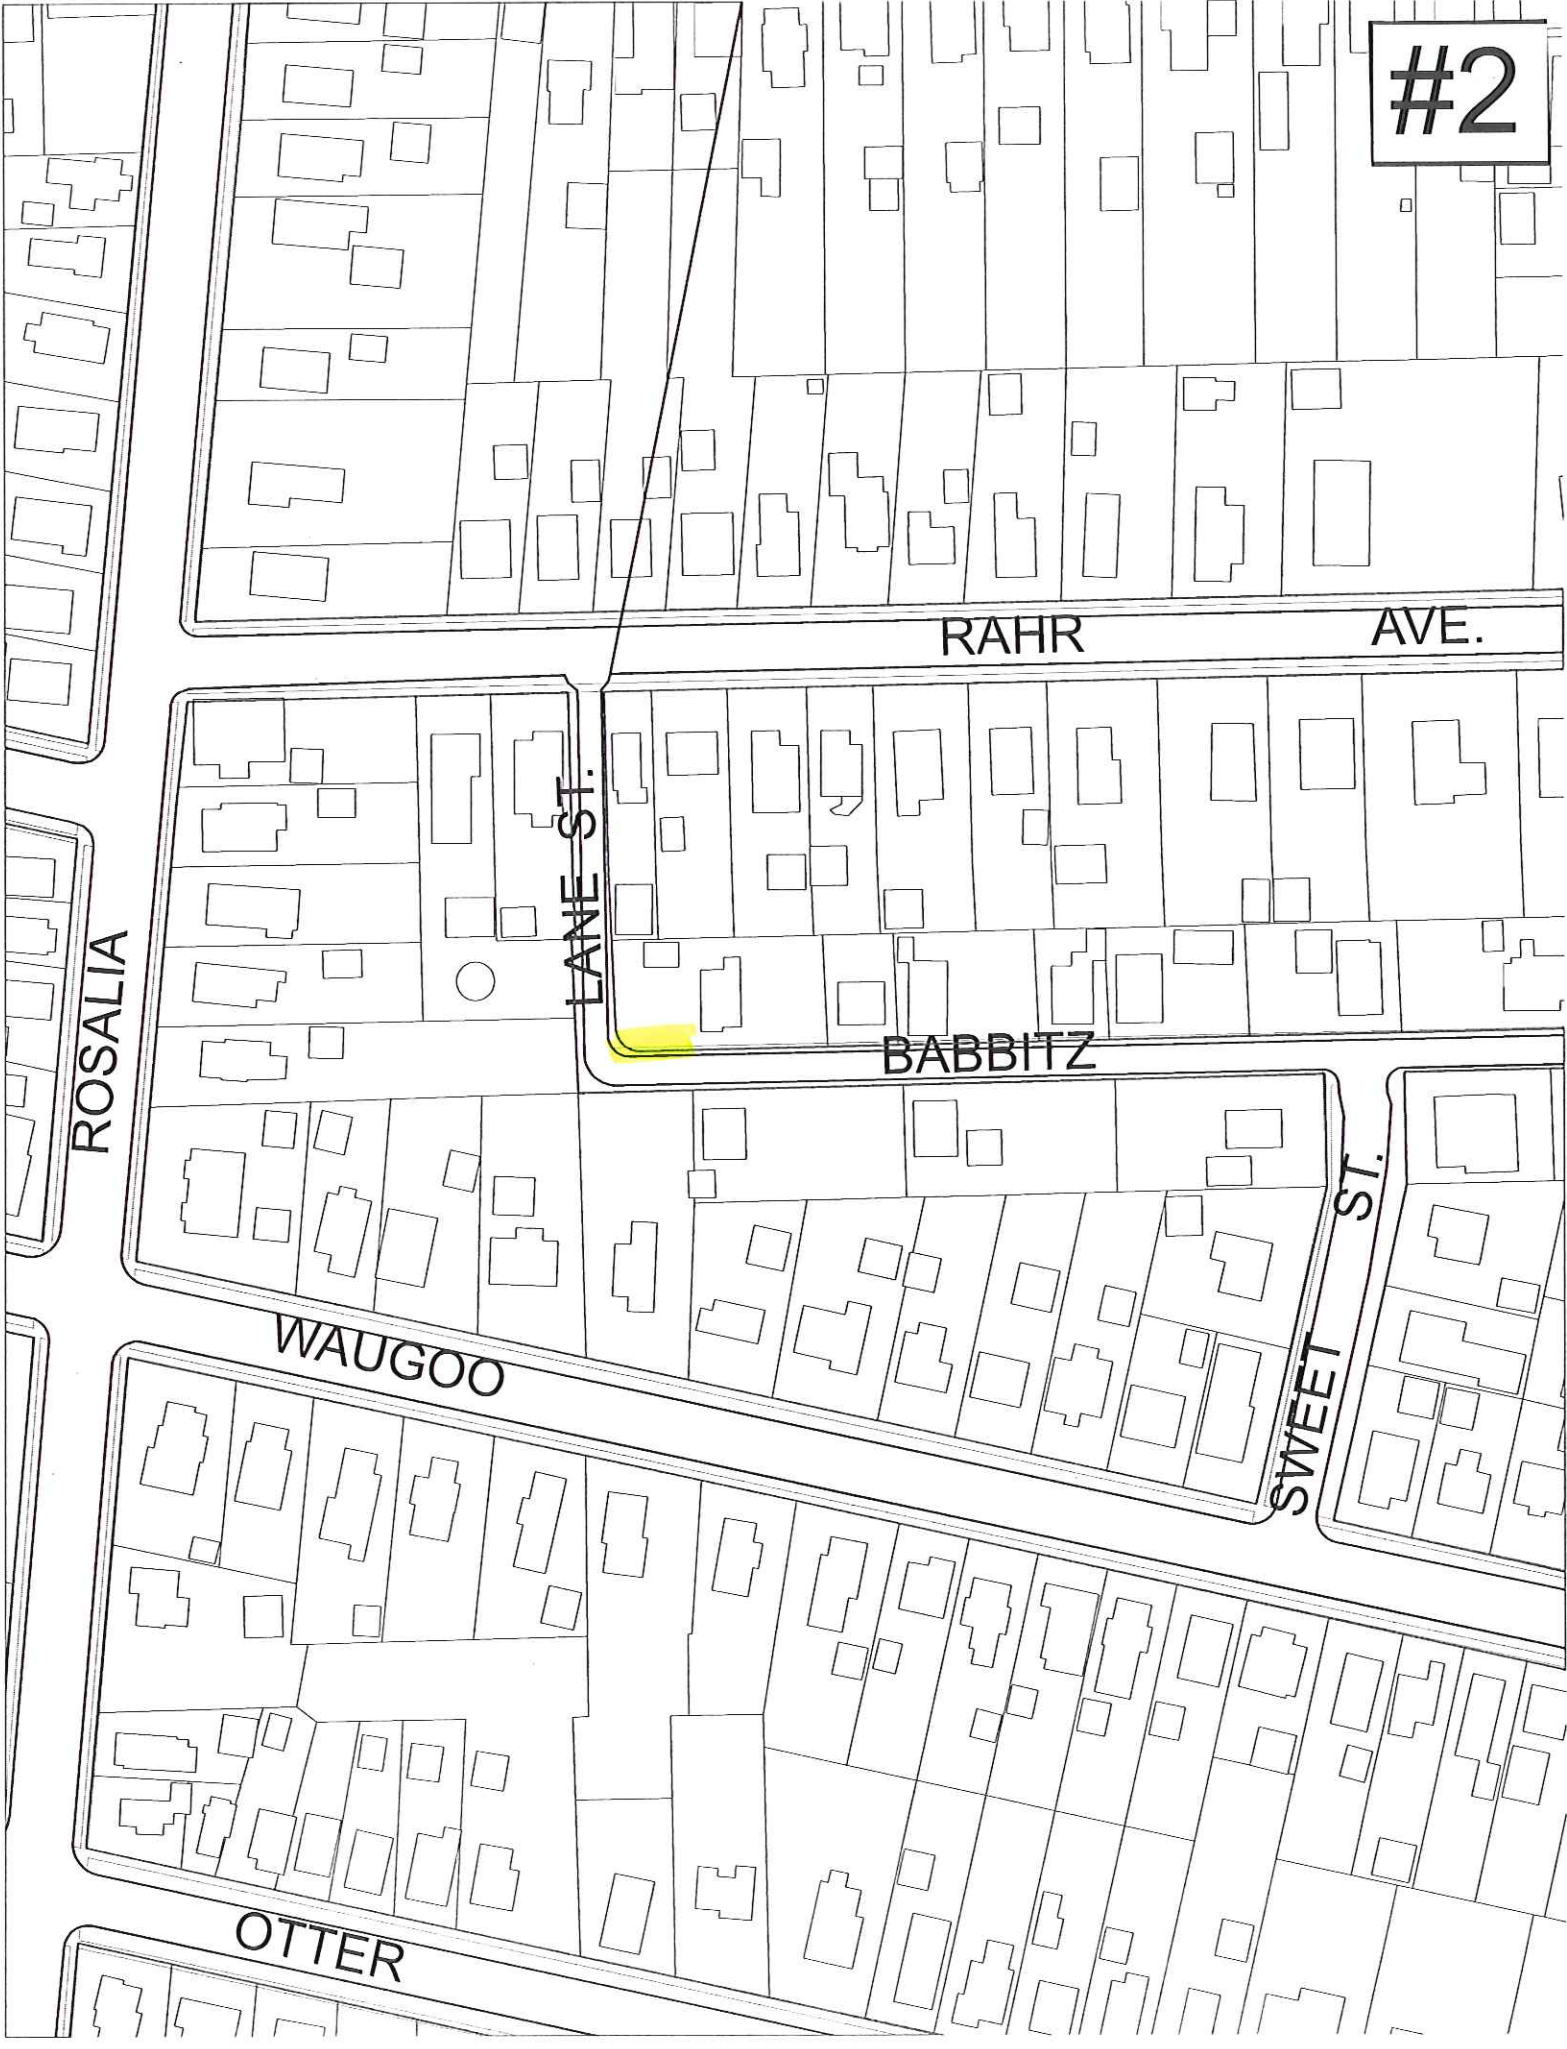 #2
RAHR AVE.
LANE ST.
ROSALIA
BABBITZ
SWEET ST.
WAUGOO
OTTER